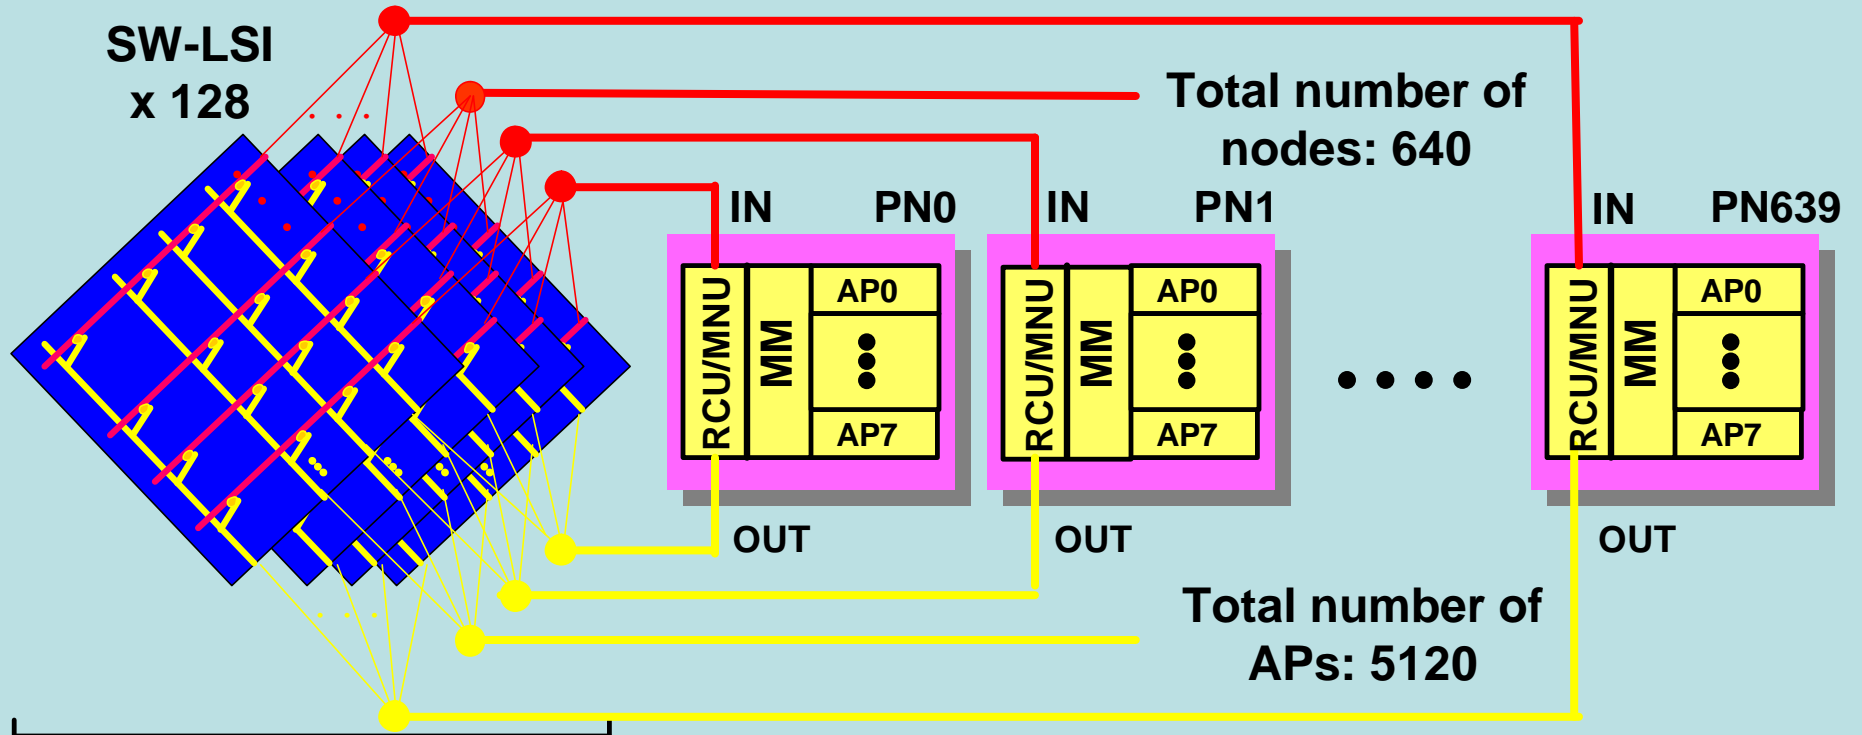 SW-LSI
x 128
Total number of
nodes: 640
IN PN0
IN PN1
IN PN639
RCU/MNU MM AP0
AP7
RCU/MNU MM AP0
AP7
RCU/MNU MM AP0
AP7
OUT
OUT
OUT
Total number of
APs: 5120